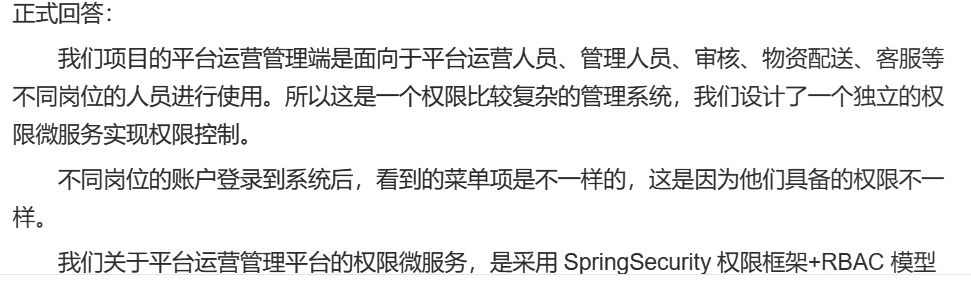 正式回答：
我们项目的平台运营管理端是面向于平台运营人员、管理人员、审核、物资配送、客服等
不同岗位的人员进行使用。所以这是一个权限比较复杂的管理系统，我们设计了一个独立的权
限微服务实现权限控制。
不同岗位的账户登录到系统后，看到的菜单项是不一样的，这是因为他们具备的权限不一
样。
我们关于平台运营管理平台的权限微服务，是采用 SpringSecurity 权限框架+RBAC 模型